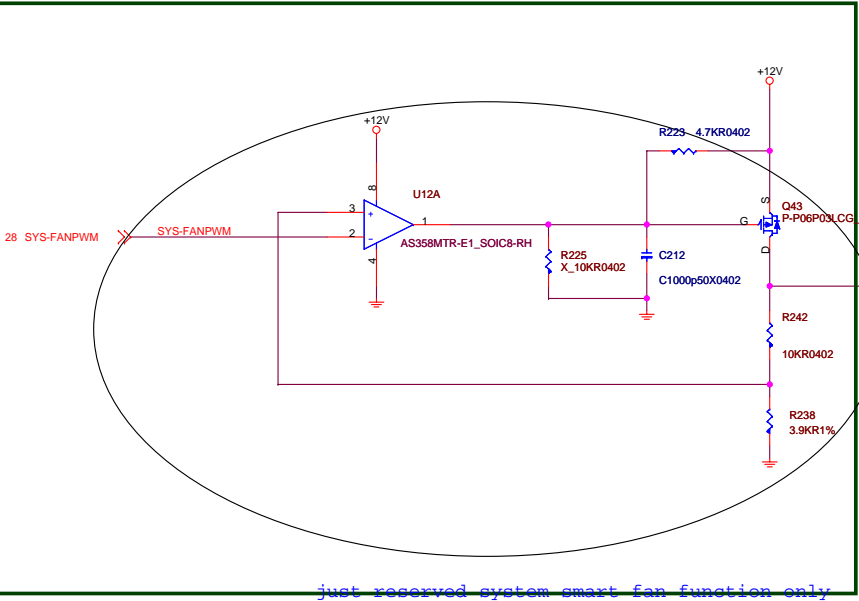 +12V
+12V
R223 4.7KR0402
8
U12A
S
Q43
P-P06P03LCG
3
+
1
G
28 SYS-FANPWM
SYS-FANPWM
2
-
AS358MTR-E1_SOIC8-RH
D
4
R225
X_10KR0402
C212
C1000p50X0402
R242
10KR0402
R238
3.9KR1%
just reserved system smart fan function only